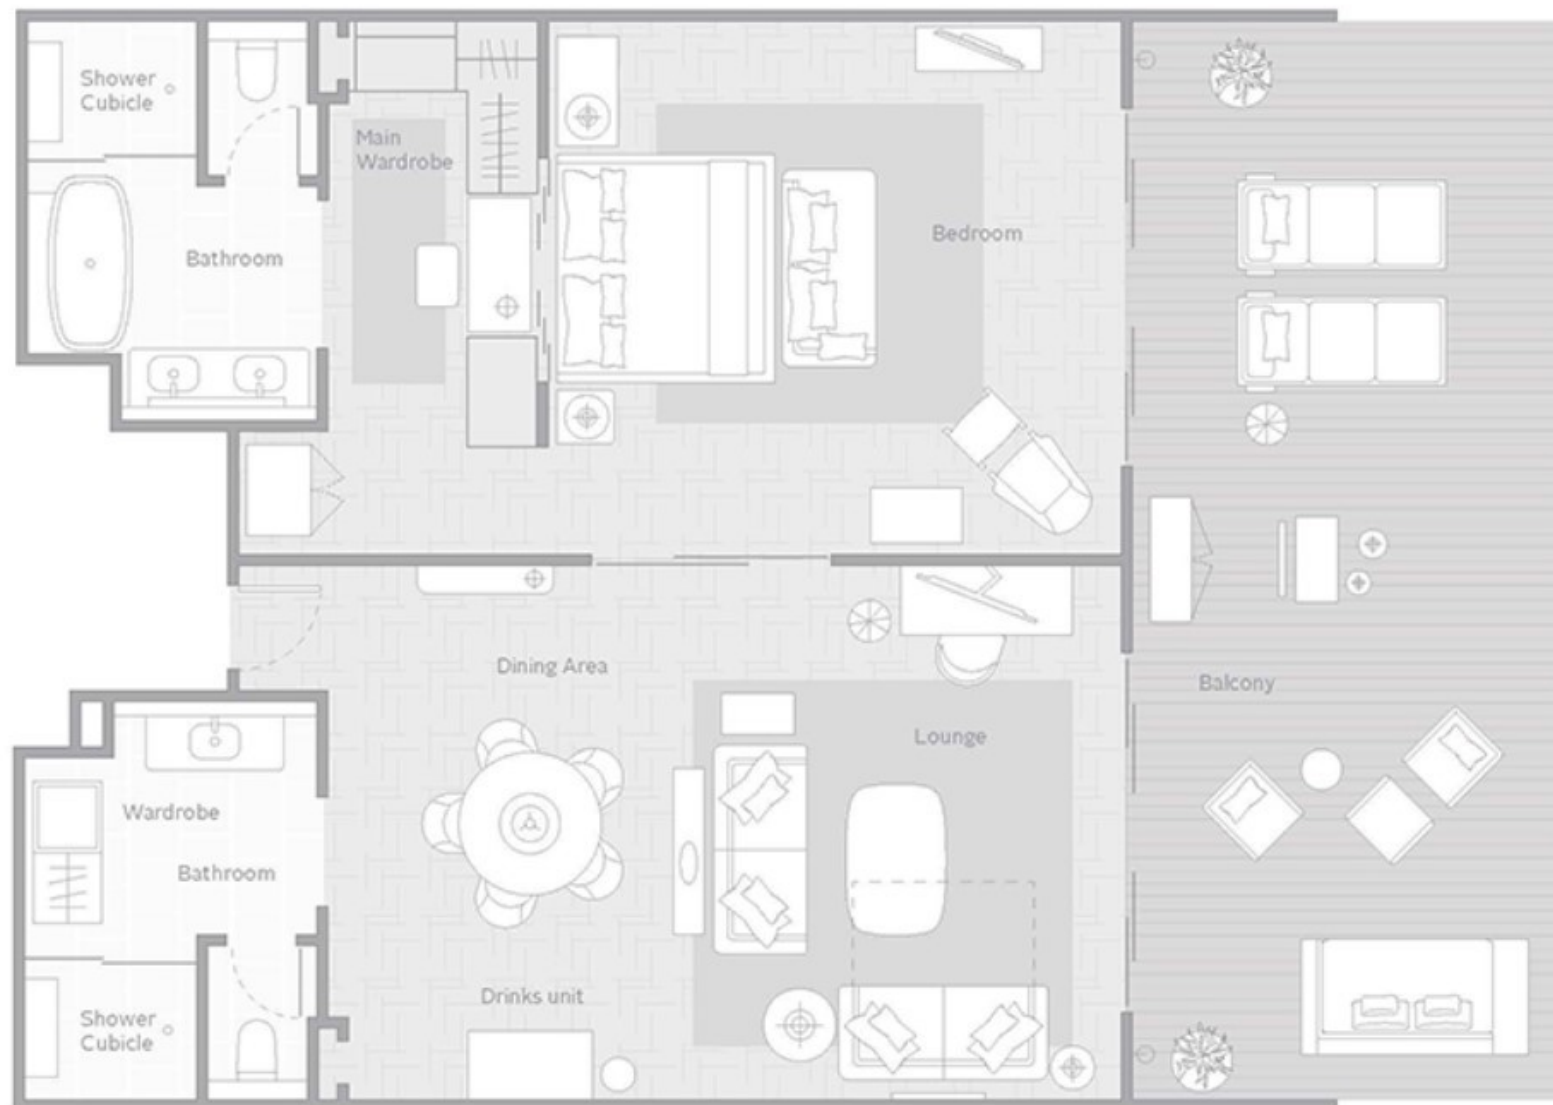 Shower
Cubicle
Main
Wardrobe
Bathroom
Bedroom
Dining Area
Balcony
Lounge
Wardrobe
Bathroom
Drinks unit
Shower
Cubicle